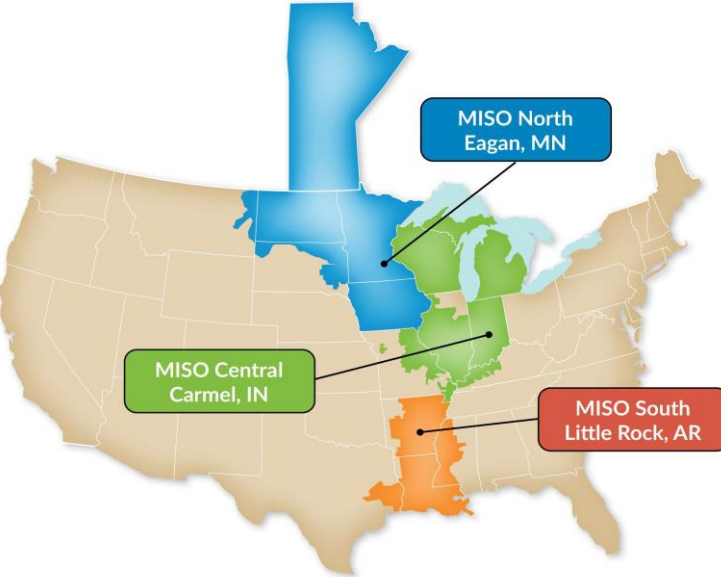 MISO North
Eagan, MN
MISO Central
Carmel, IN
MISO South
Little Rock, AR